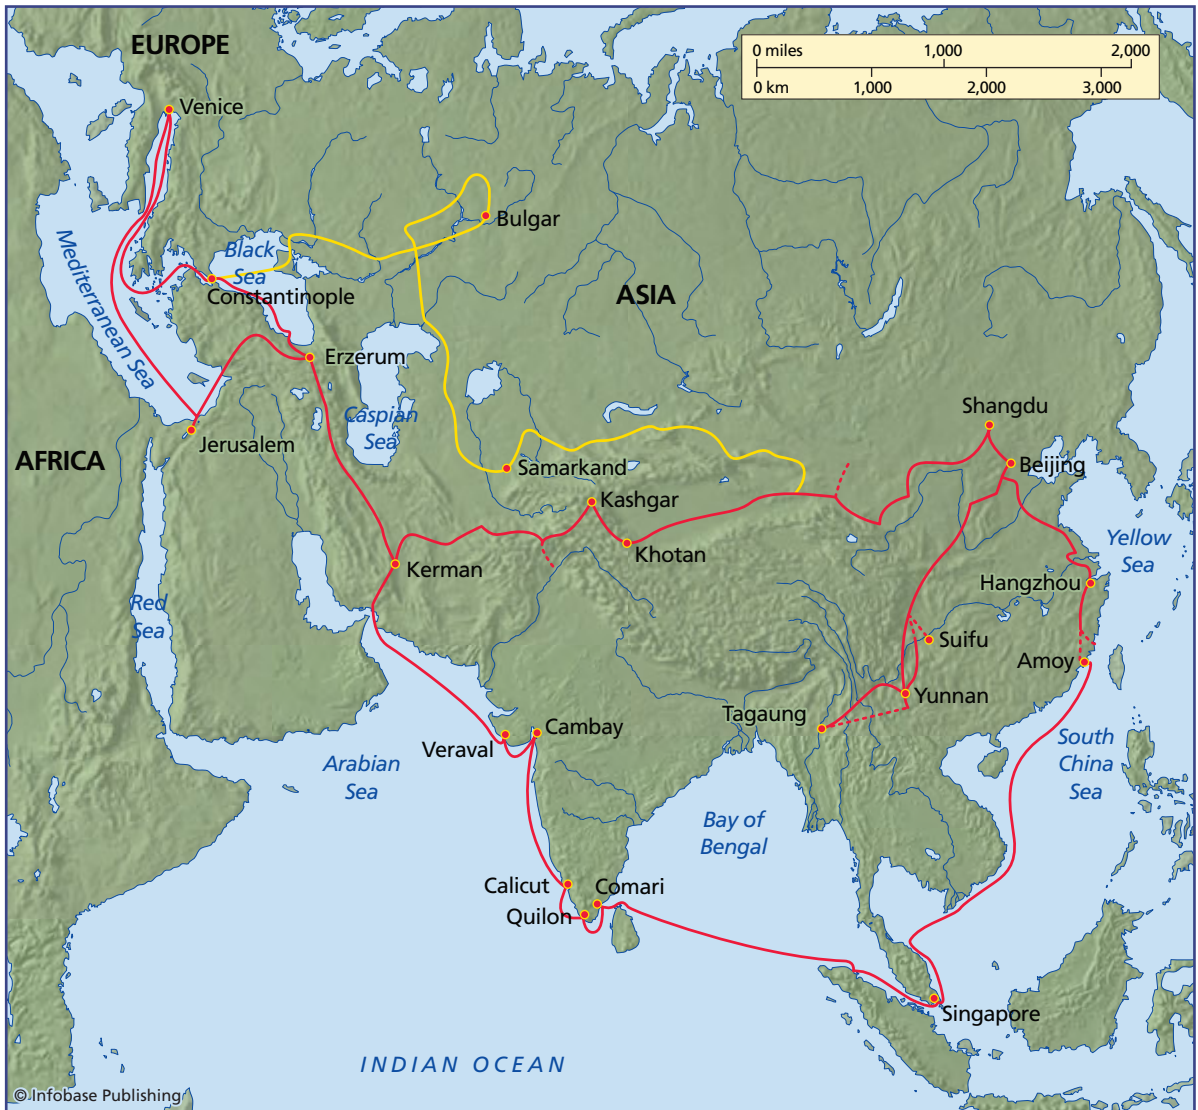 EUROPE
0 miles 1,000 2,000
0 km 1,000 2,000 3,000
Venice
Bulgar
Black
Sea
Mediterranean Sea
Constantinople
ASIA
Erzerum
Caspian
Sea
Shangdu
Jerusalem
AFRICA
Samarkand
Beijing
Kashgar
Khotan
Yellow
Sea
Kerman
Hangzhou
Red
Sea
Suifu
Amoy
Yunnan
Tagaung
Cambay
Veraval
South
China
Sea
Arabian
Sea
Bay of
Bengal
Calicut
Comari
Quilon
Singapore
INDIAN OCEAN
© Infobase Publishing